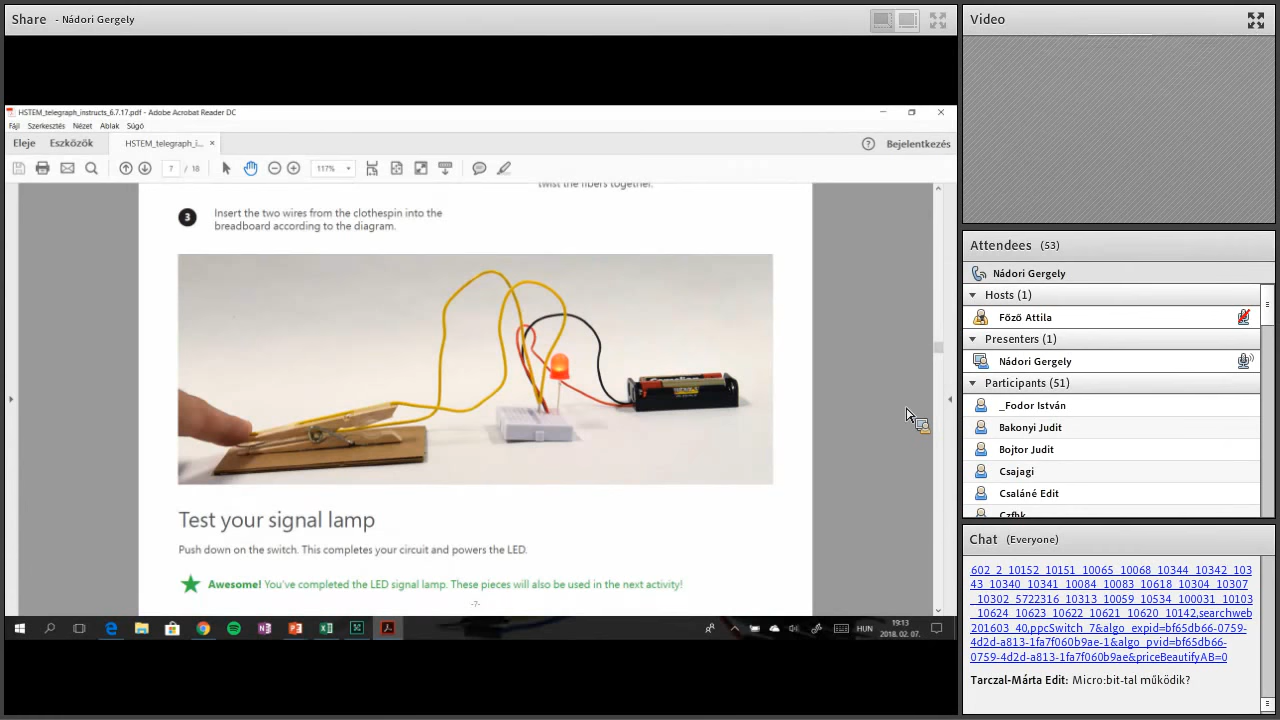 Share - Nádori Gergely
HSTEM_telegraph_instructs_6.7.17.pdf - Adobe Acrobat Reader DC
Fájl Szerkesztés Nézet Ablak Súgó
Eleje Eszközök HSTEM_telegraph_i... × Bejelentkezés
7 / 18 117%
twist the fibers together.
3 Insert the two wires from the clothespin into the
breadboard according to the diagram.
Test your signal lamp
Push down on the switch. This completes your circuit and powers the LED.
Awesome! You've completed the LED signal lamp. These pieces will also be used in the next activity!
-7-
HUN
19:13
2018. 02. 07.
Video
Attendees (53)
Nádori Gergely
Hosts (1)
Főző Attila
Presenters (1)
Nádori Gergely
Participants (51)
_Fodor István
Bakonyi Judit
Bojtor Judit
Csajagi
Csaláné Edit
Czfbk
Chat (Everyone)
602_2_10152_10151_10065_10068_10344_10342_103
43_10340_10341_10084_10083_10618_10304_10307
_10302_5722316_10313_10059_10534_100031_10103
_10624_10623_10622_10621_10620_10142,searchweb
201603_40,ppcSwitch_7&algo_expid=bf65db66-0759-
4d2d-a813-1fa7f060b9ae-1&algo_pvid=bf65db66-
0759-4d2d-a813-1fa7f060b9ae&priceBeautifyAB=0
Tarczal-Márta Edit: Micro:bit-tal működik?